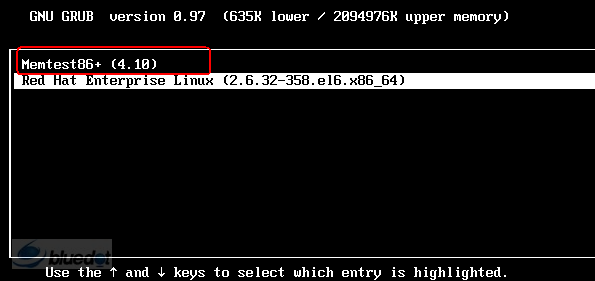 GNU GRUB version 0.97 (635K lower / 2094976K upper memory)
Memtest86+ (4.10)
Red Hat Enterprise Linux (2.6.32-358.el6.x86_64)
bluedot
Use the ↑ and ↓ keys to select which entry is highlighted.